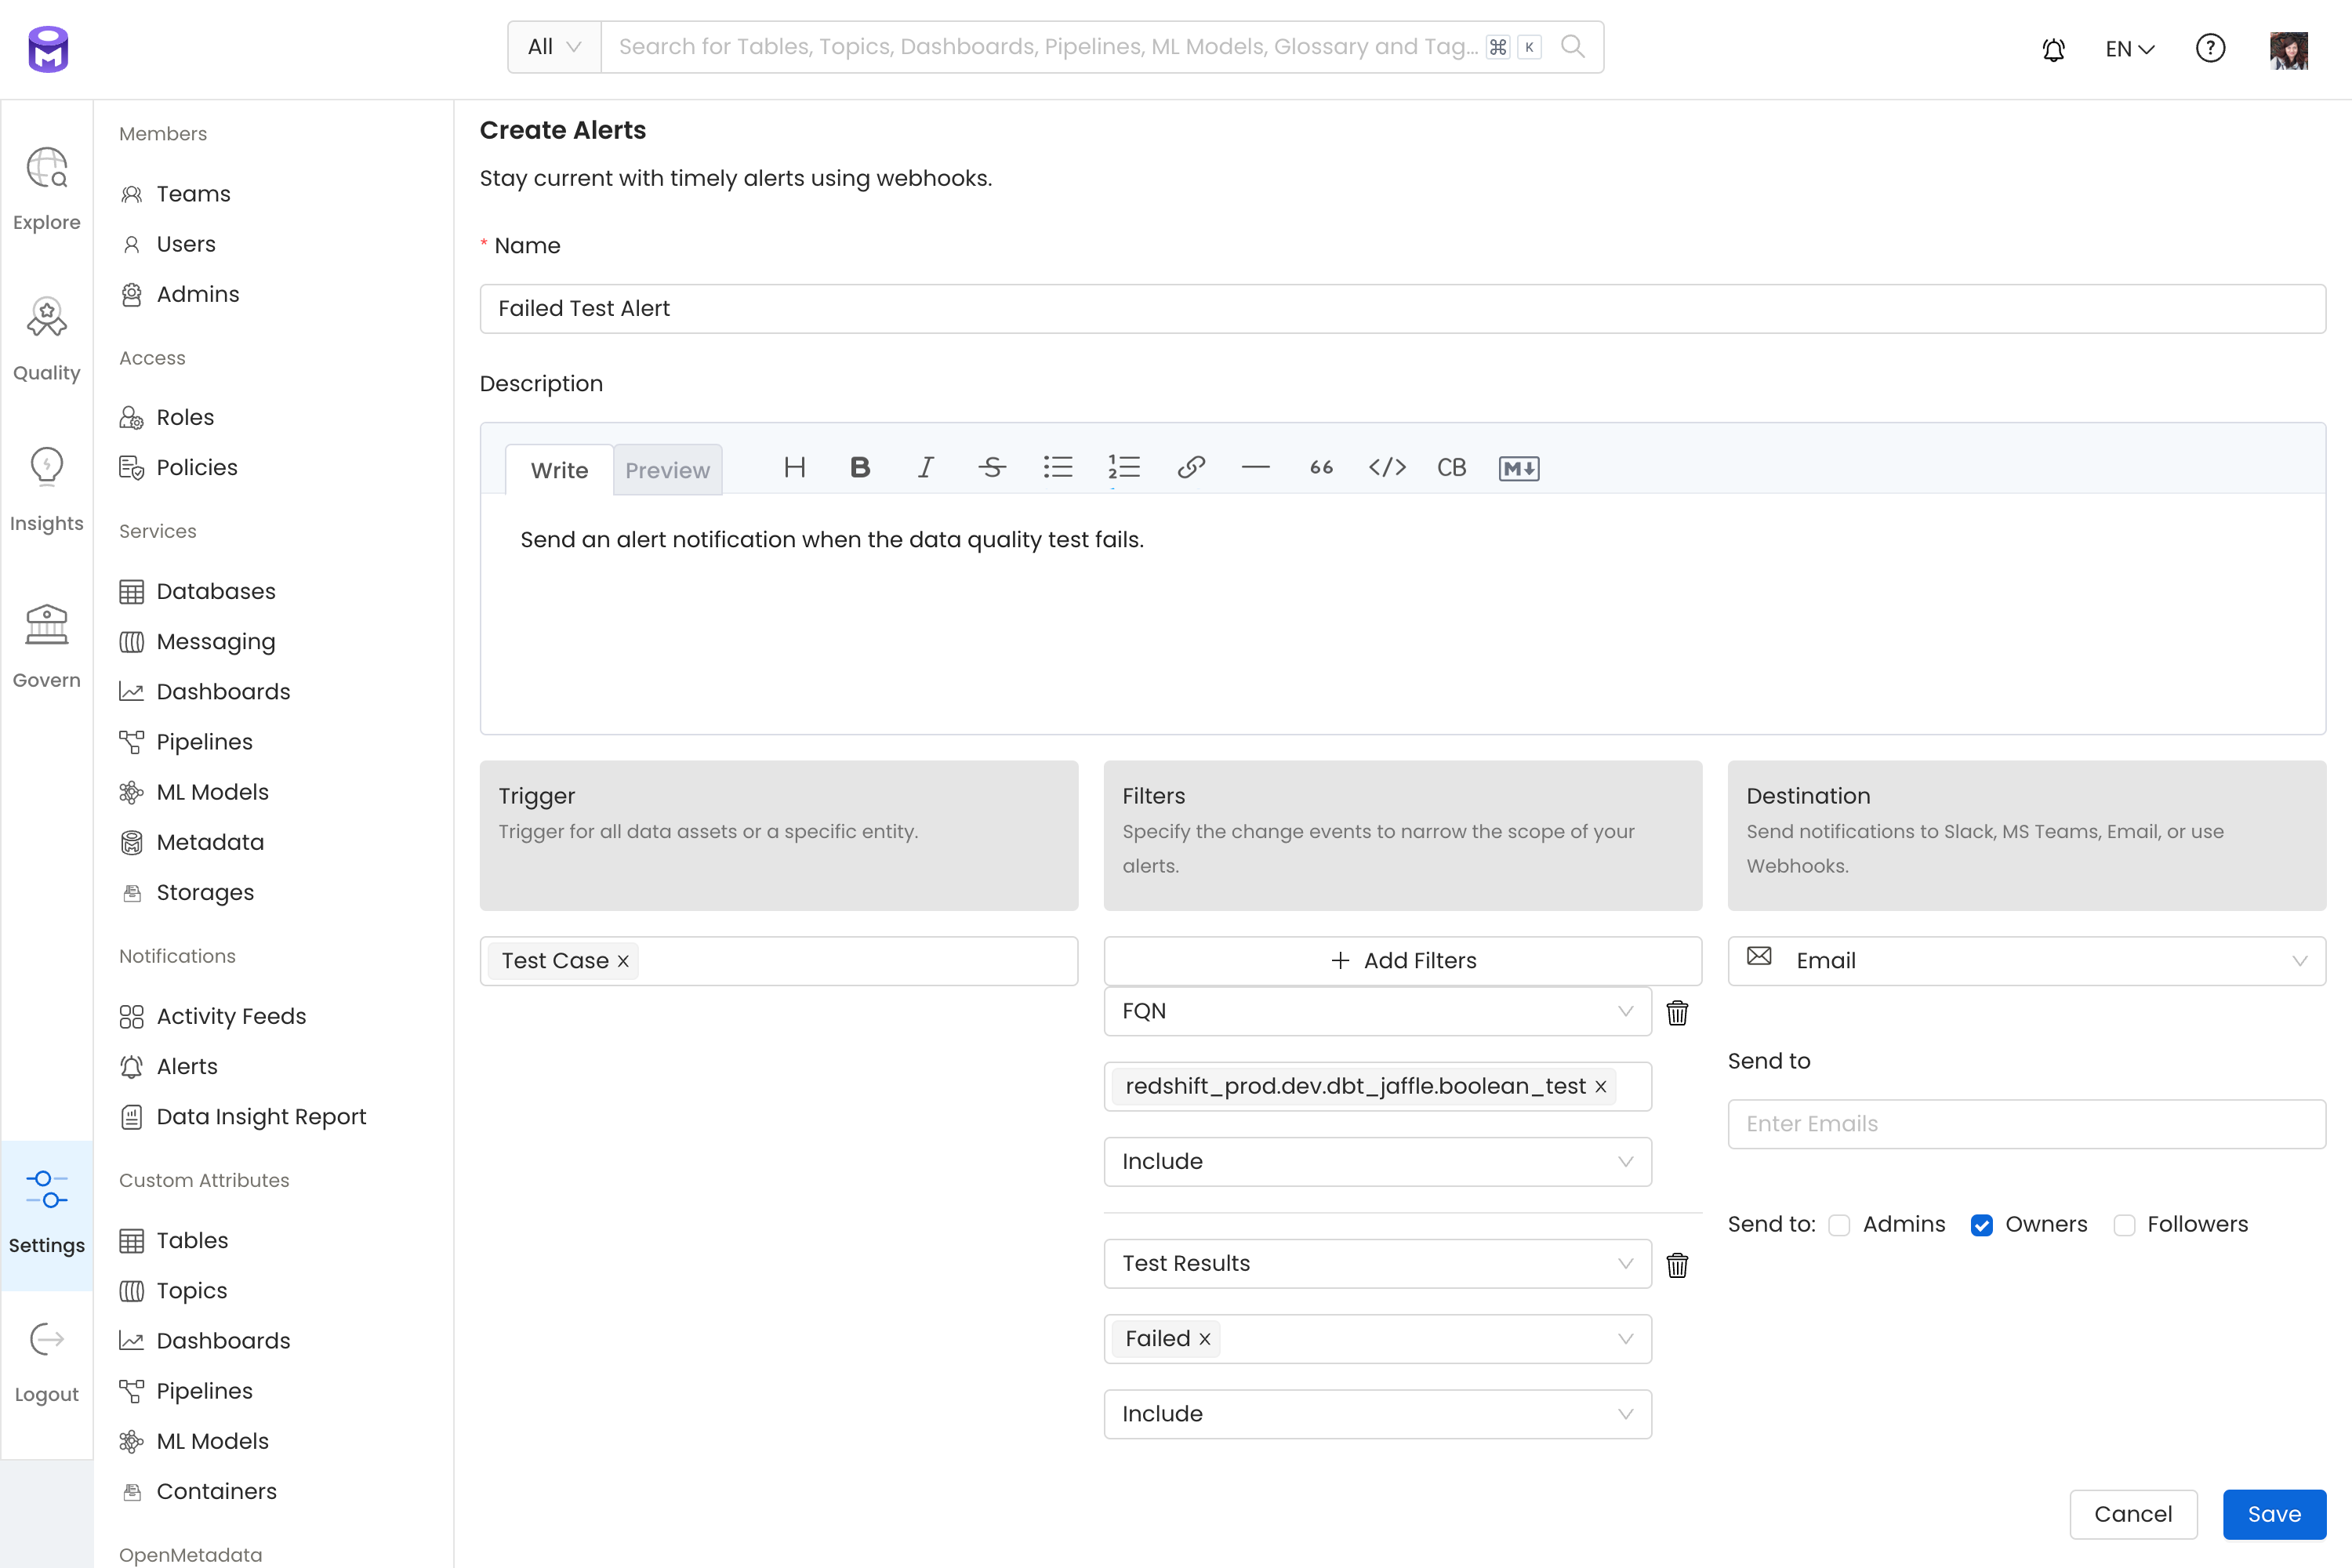 All
Search for Tables, Topics, Dashboards, Pipelines, ML Models, Glossary and Tag...
⌘ K
EN
?
Explore
Quality
Insights
Govern
Settings
Logout
Members
Teams
Users
Admins
Access
Roles
Policies
Services
Databases
Messaging
Dashboards
Pipelines
ML Models
Metadata
Storages
Notifications
Activity Feeds
Alerts
Data Insight Report
Custom Attributes
Tables
Topics
Dashboards
Pipelines
ML Models
Containers
OpenMetadata
Create Alerts
Stay current with timely alerts using webhooks.
* Name
Failed Test Alert
Description
Write Preview H B I S 66 </> CB M
Send an alert notification when the data quality test fails.
Trigger
Trigger for all data assets or a specific entity.
Test Case ×
Filters
Specify the change events to narrow the scope of your
alerts.
+ Add Filters
FQN
redshift_prod.dev.dbt_jaffle.boolean_test ×
Include
Test Results
Failed ×
Include
Destination
Send notifications to Slack, MS Teams, Email, or use
Webhooks.
Email
Send to
Enter Emails
Send to: Admins Owners Followers
Cancel Save